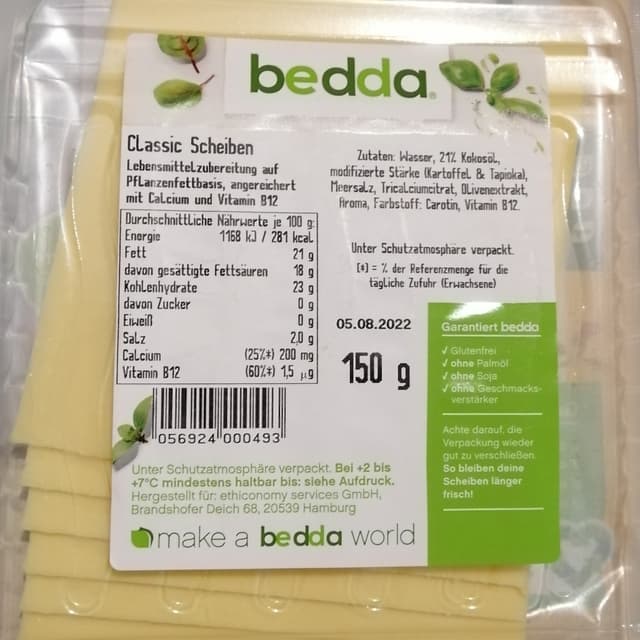 bedda®
Classic Scheiben
Lebensmittelzubereitung auf
Pflanzenfettbasis, angereichert
mit Calcium und Vitamin B12
Durchschnittliche Nährwerte je 100 g:
Energie 1168 kJ / 281 kcal
Fett 21 g
davon gesättigte Fettsäuren 18 g
Kohlenhydrate 23 g
davon Zucker 0 g
Eiweiß 0 g
Salz 2,0 g
Calcium (25%*) 200 mg
Vitamin B12 (60%*) 1,5 µg
Zutaten: Wasser, 21% Kokosöl,
modifizierte Stärke (Kartoffel & Tapioka),
Meersalz, Tricalciumcitrat, Olivenextrakt,
Aroma, Farbstoff: Carotin, Vitamin B12.
Unter Schutzatmosphäre verpackt.
[*] = % der Referenzmenge für die
tägliche Zufuhr (Erwachsene)
05.08.2022
150 g
Garantiert bedda
✓ Glutenfrei
✓ ohne Palmöl
✓ ohne Soja
✓ ohne Geschmacks-
verstärker
Achte darauf, die
Verpackung wieder
gut zu verschließen.
So bleiben deine
Scheiben länger
frisch!
056924 000493
Unter Schutzatmosphäre verpackt. Bei +2 bis
+7°C mindestens haltbar bis: siehe Aufdruck.
Hergestellt für: ethiconomy services GmbH,
Brandshofer Deich 68, 20539 Hamburg
make a bedda world